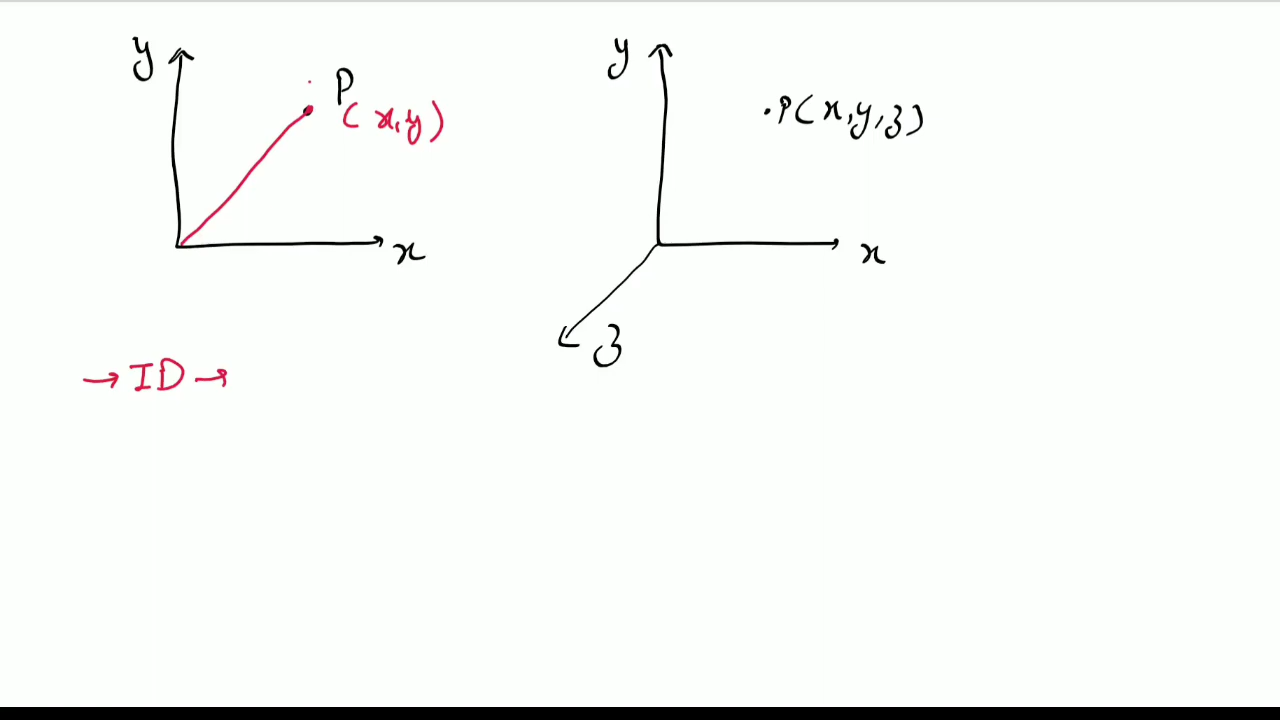 y
P
(x,y)
x
y
.P(x,y,z)
x
z
→ID→